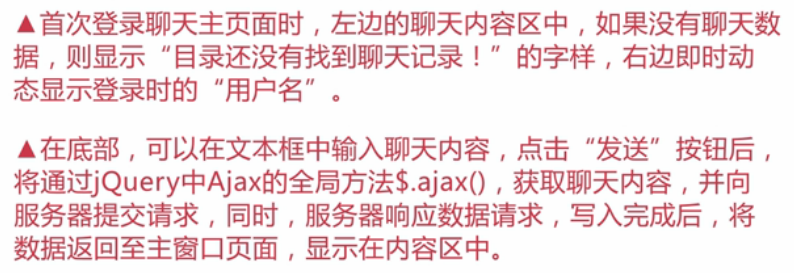 ▲首次登录聊天主页面时，左边的聊天内容区中，如果没有聊天数
据，则显示“目录还没有找到聊天记录！”的字样，右边即时动
态显示登录时的“用户名”。
▲在底部，可以在文本框中输入聊天内容，点击“发送”按钮后，
将通过jQuery中Ajax的全局方法$.ajax()，获取聊天内容，并向
服务器提交请求，同时，服务器响应数据请求，写入完成后，将
数据返回至主窗口页面，显示在内容区中。